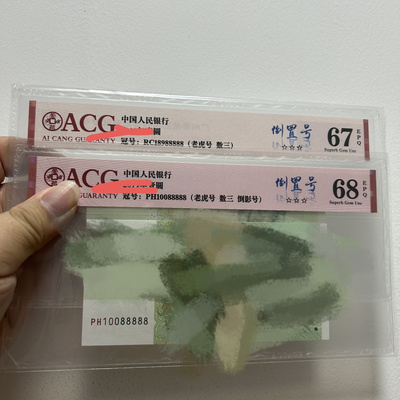 ACG
中国人民银行
AI CANG GUARANTY 冠号: RC18988888 (老虎号 数三)
倒置号
☆☆☆
67 EPQ
Superb Gem Unc
ACG
中国人民银行
GUARANTY 冠号: PH10088888 (老虎号 数三 倒影号)
倒置号
☆☆☆
68 EPQ
Superb Gem Unc
PH10088888